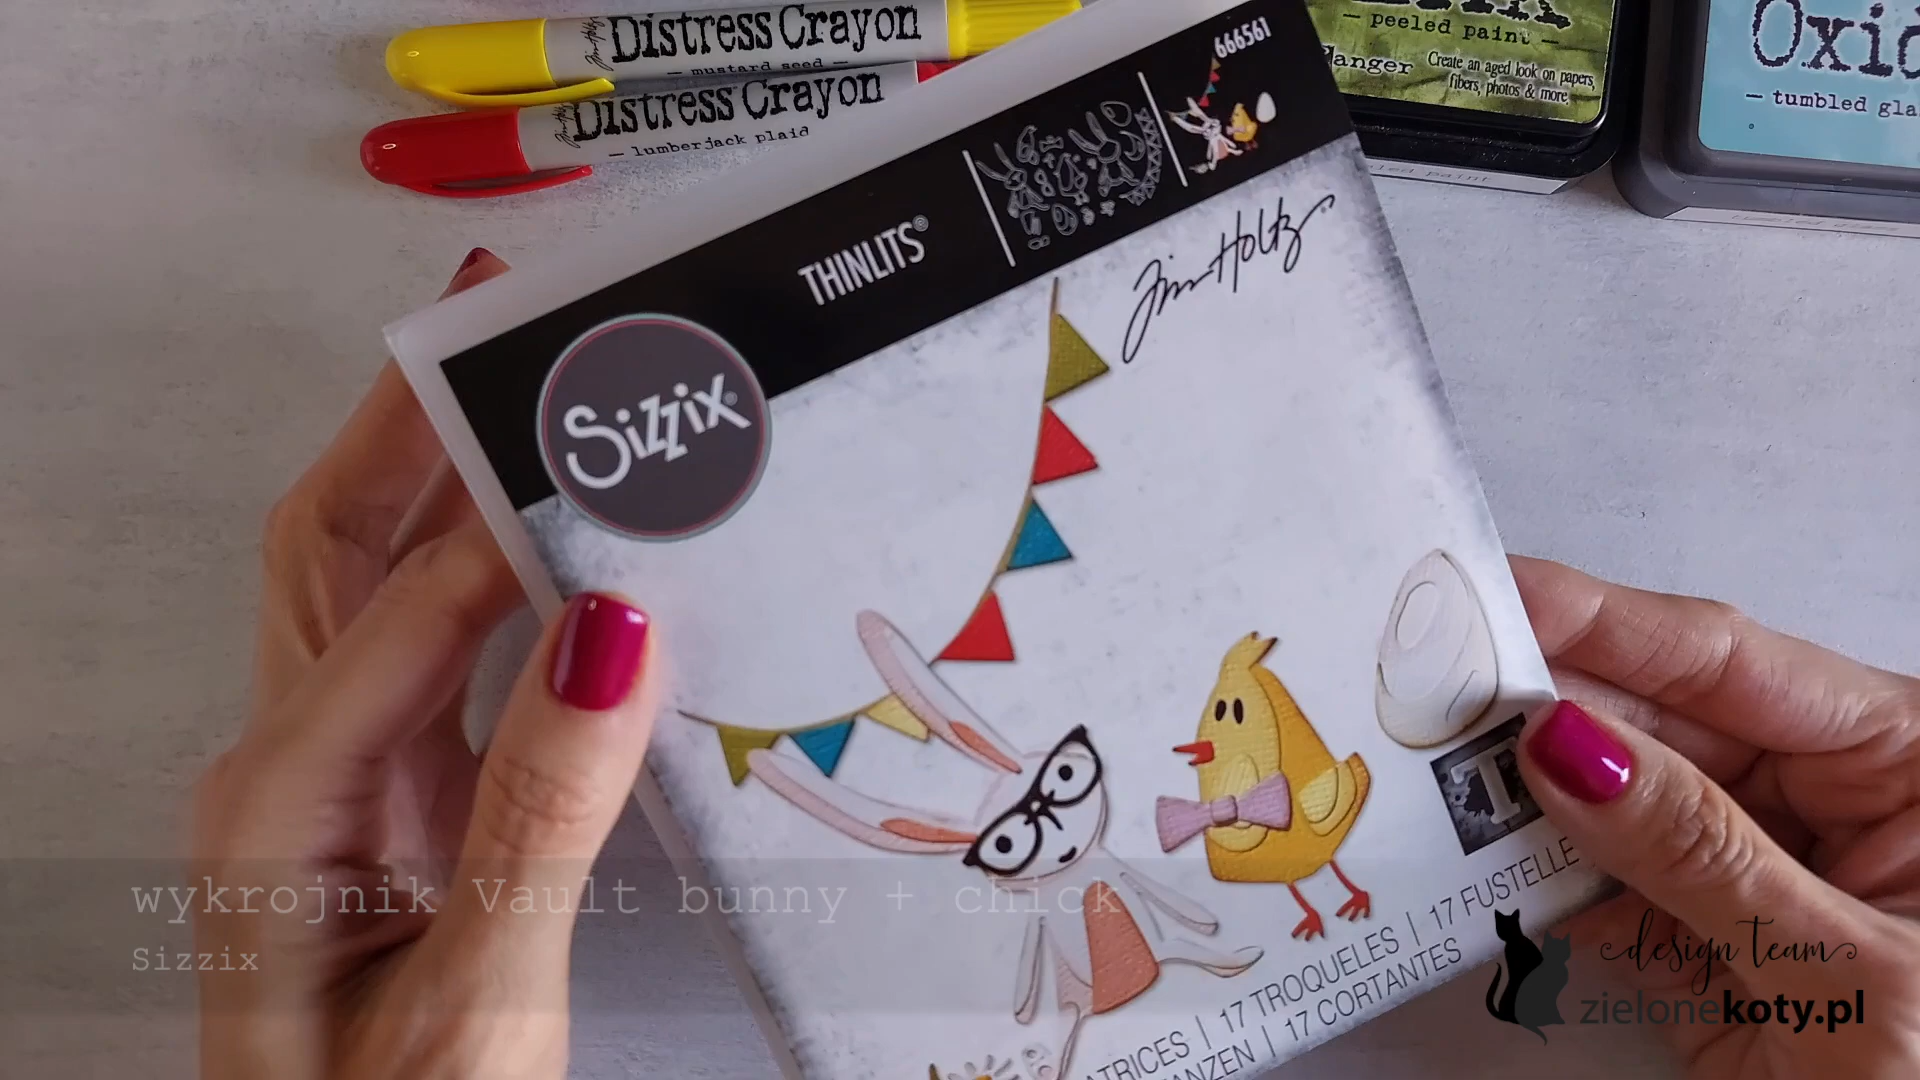 Distress Crayon
— mustard seed —
Distress Crayon
— lumberjack plaid
— peeled paint —
Create an aged look on papers,
fibers, photos & more.
— tumbled gla
666561
THINLITS®
Tim Holtz
Sizzix
17 TROQUELES | 17 FUSTELLE
17 CORTANTES
wykrojnik Vault bunny + chick
Sizzix
design team
zielonekoty.pl